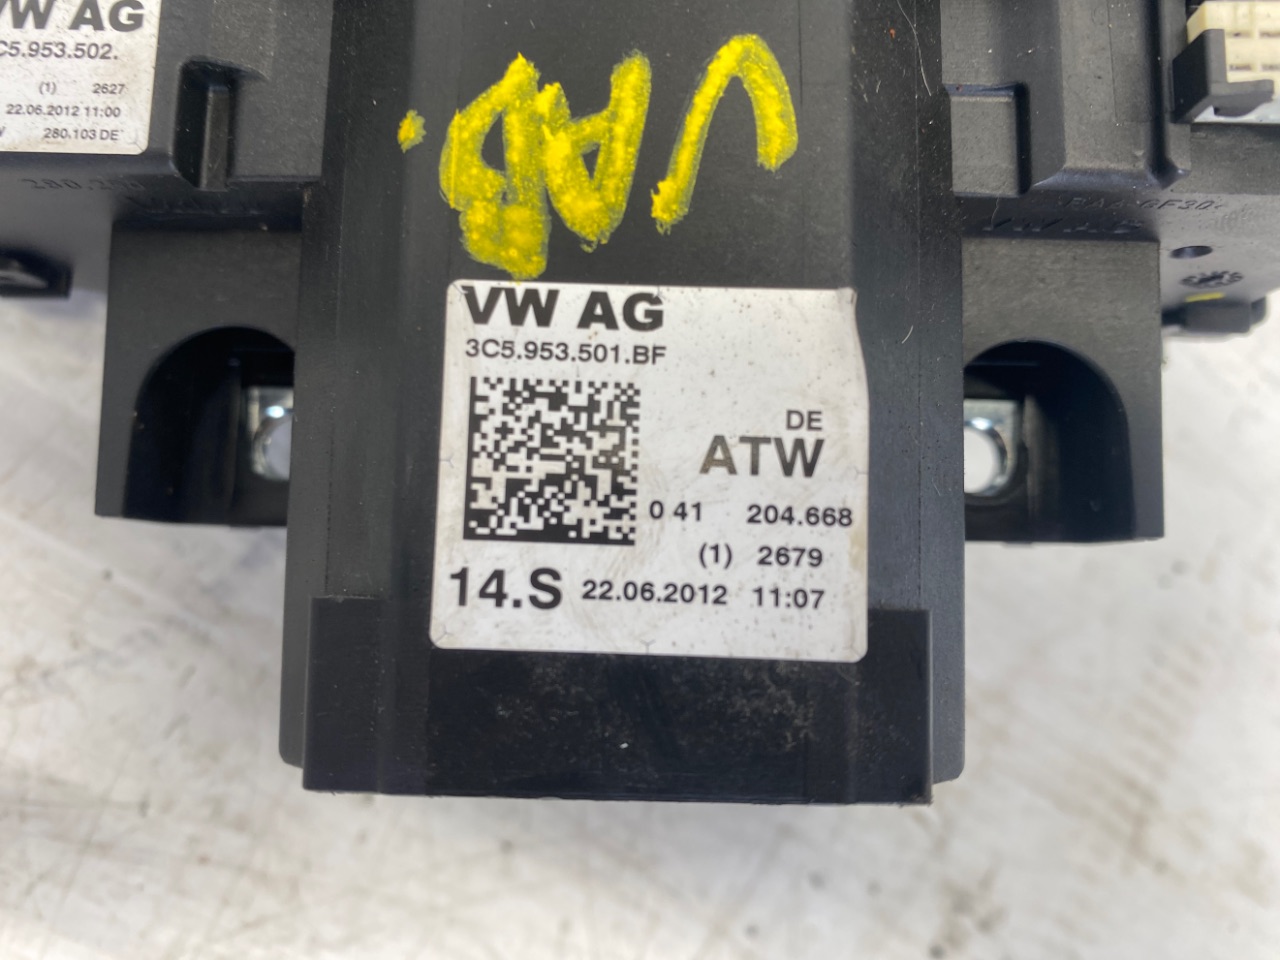 VW AG
C5.953.502.
(1) 2627
22.06.2012 11:00
280.103 DE
VW AG
3C5.953.501.BF
DE
ATW
0 41 204.668
(1) 2679
14.S 22.06.2012 11:07